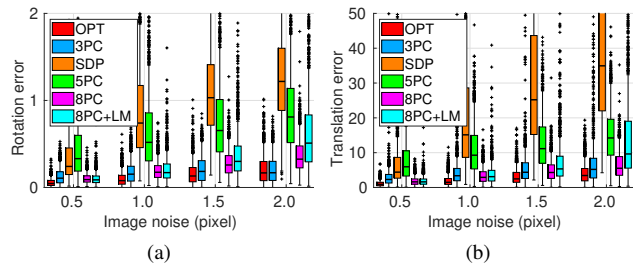 OPT
3PC
SDP
5PC
8PC
8PC+LM
Rotation error
2
1
0
0.5 1.0 1.5 2.0
Image noise (pixel)
(a)
OPT
3PC
SDP
5PC
8PC
8PC+LM
Translation error
50
40
30
20
10
0
0.5 1.0 1.5 2.0
Image noise (pixel)
(b)